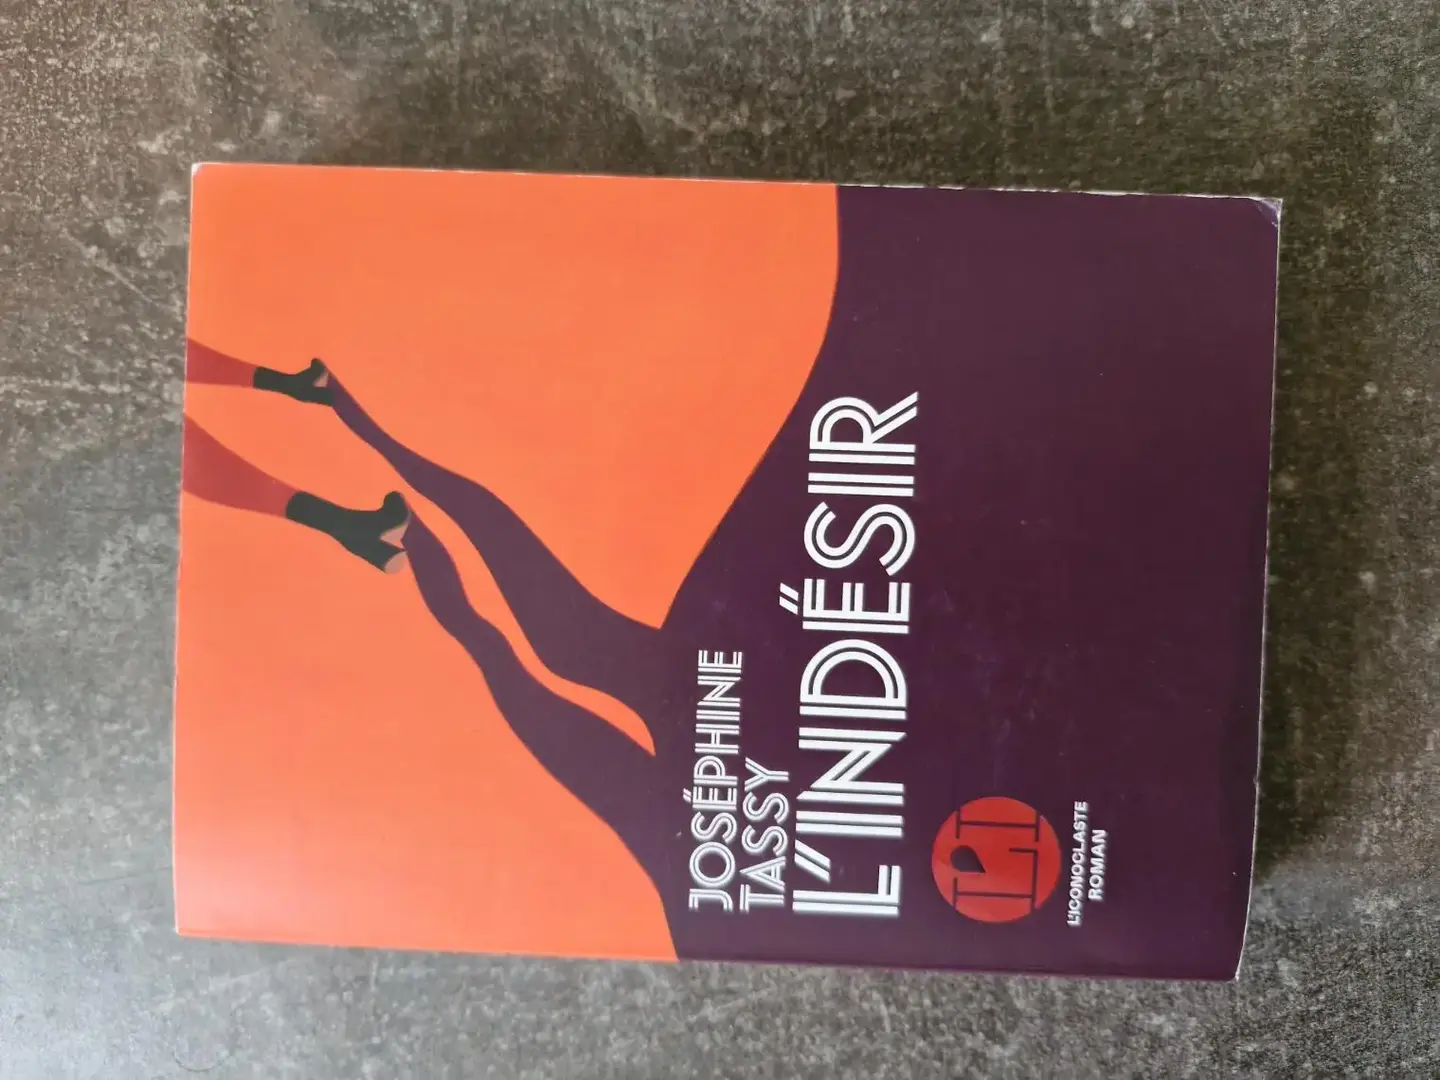 JOSÉPHINE
TASSY
L'INDÉSIR
L'I
L'ICONOCLASTE
ROMAN